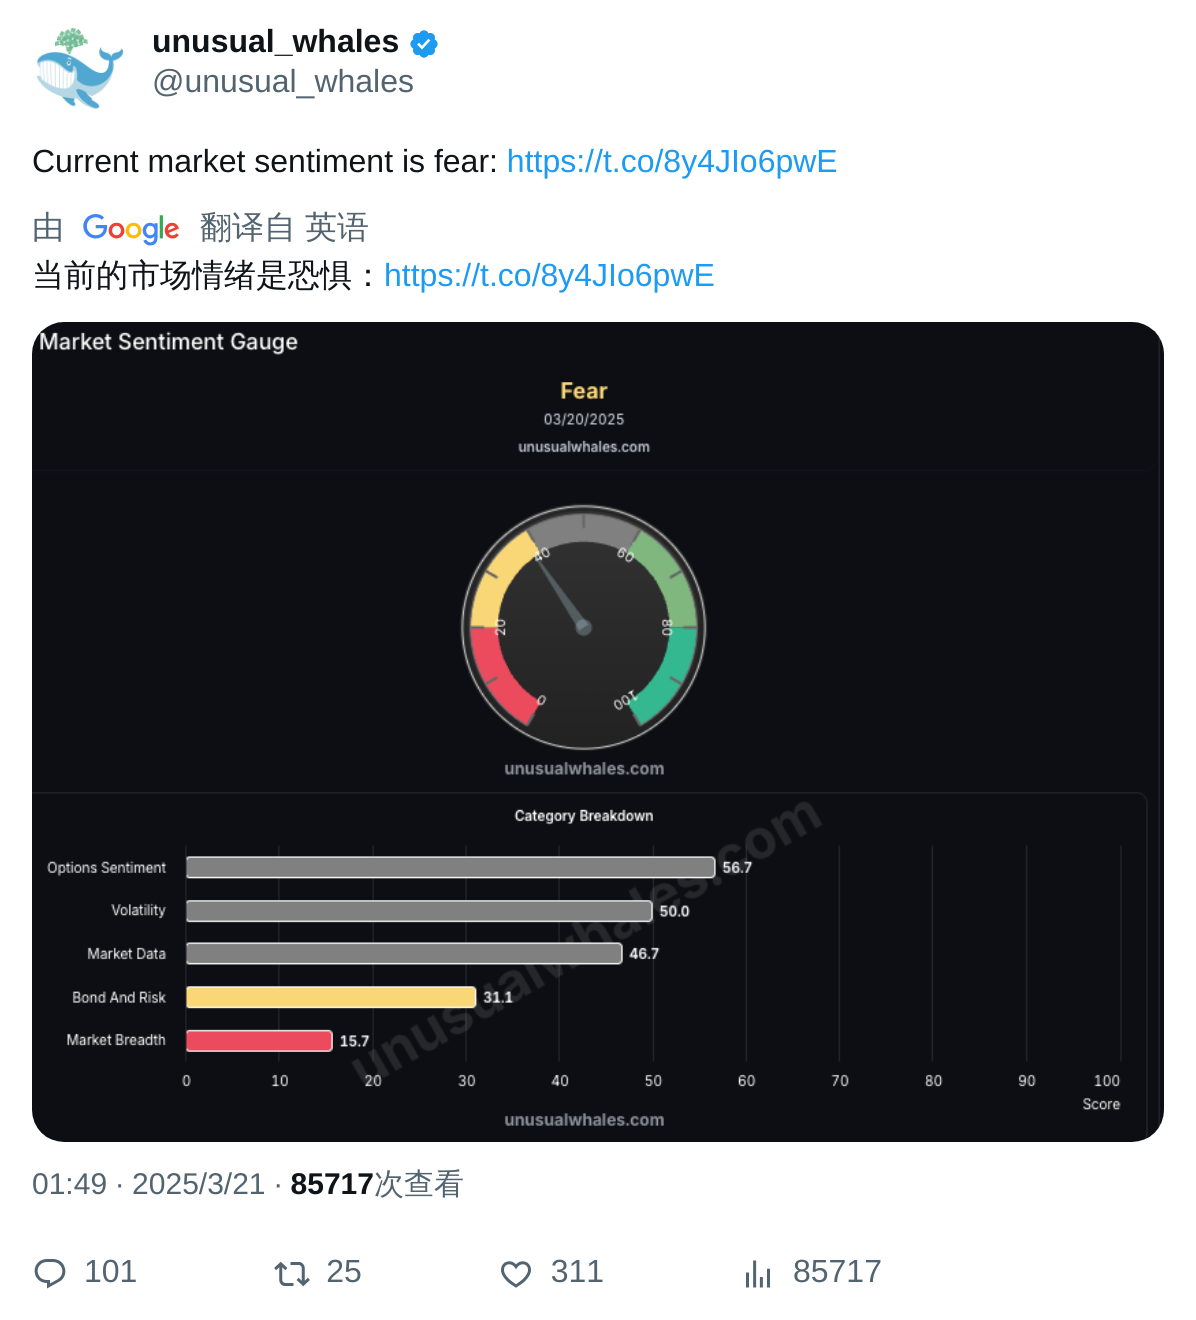 unusual_whales
@unusual_whales
Current market sentiment is fear: https://t.co/8y4JIo6pwE
由 Google 翻译自 英语
当前的市场情绪是恐惧：https://t.co/8y4JIo6pwE
Market Sentiment Gauge
Fear
03/20/2025
unusualwhales.com
40 60
20 80
0 100
unusualwhales.com
Category Breakdown
Options Sentiment 56.7
Volatility 50.0
Market Data 46.7
Bond And Risk 31.1
Market Breadth 15.7
unusualwhales.com
0 10 20 30 40 50 60 70 80 90 100
Score
unusualwhales.com
01:49 · 2025/3/21 · 85717次查看
101 25 311 85717